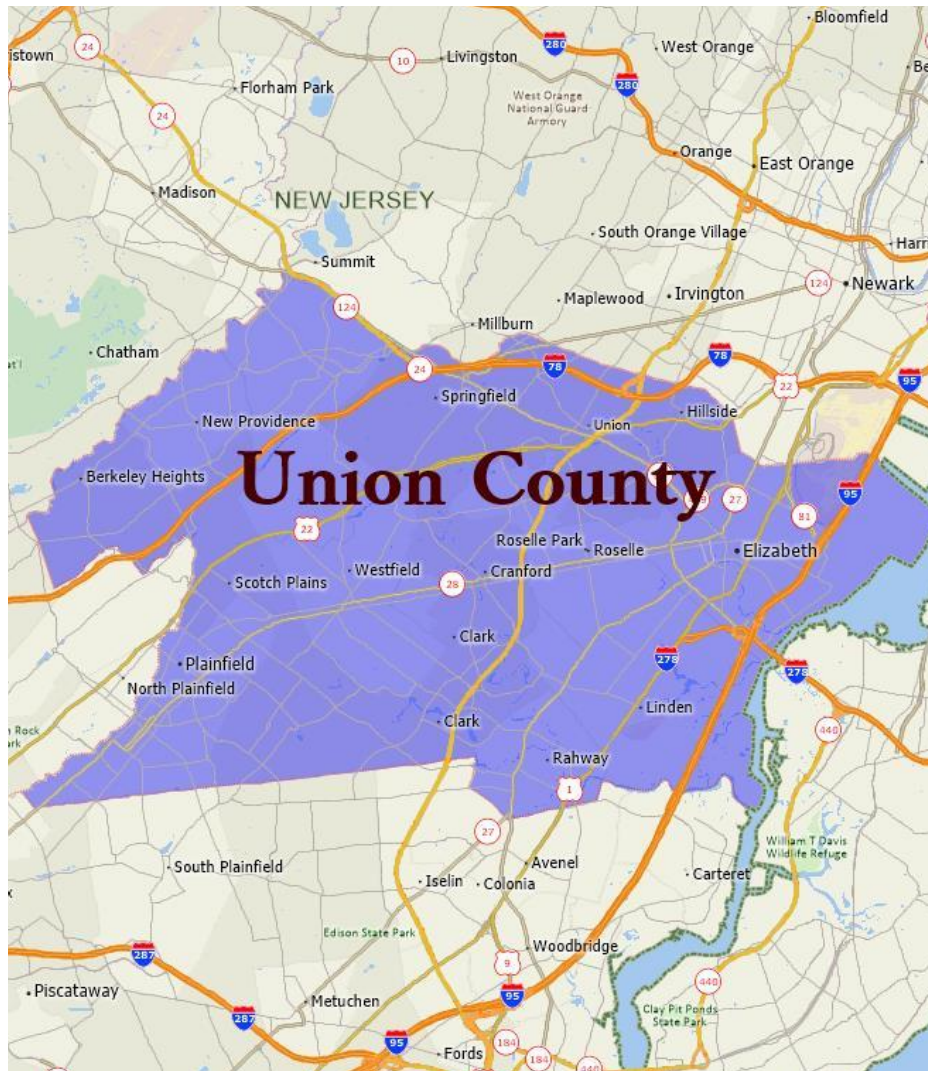 Bloomfield
24
280
West Orange
istown
10
Livingston
280
Florham Park
West Orange
National Guard
Armory
24
Orange
East Orange
Madison
NEW JERSEY
South Orange Village
Harri
Summit
124
Newark
Irvington
Maplewood
124
Millburn
Chatham
24
78
78
22
95
Springfield
Hillside
New Providence
Union
Berkeley Heights
Union County
27
95
81
22
Roselle Park
Roselle
Elizabeth
Westfield
Cranford
Scotch Plains
28
Clark
278
278
Plainfield
North Plainfield
Linden
Clark
440
Rock
Rahway
1
27
William T Davis
Wildlife Refuge
South Plainfield
Avenel
Carteret
Iselin
Colonia
Edison State Park
Woodbridge
287
9
440
Piscataway
95
Metuchen
Clay Pit Ponds
State Park
287
95
184
Fords
184
440